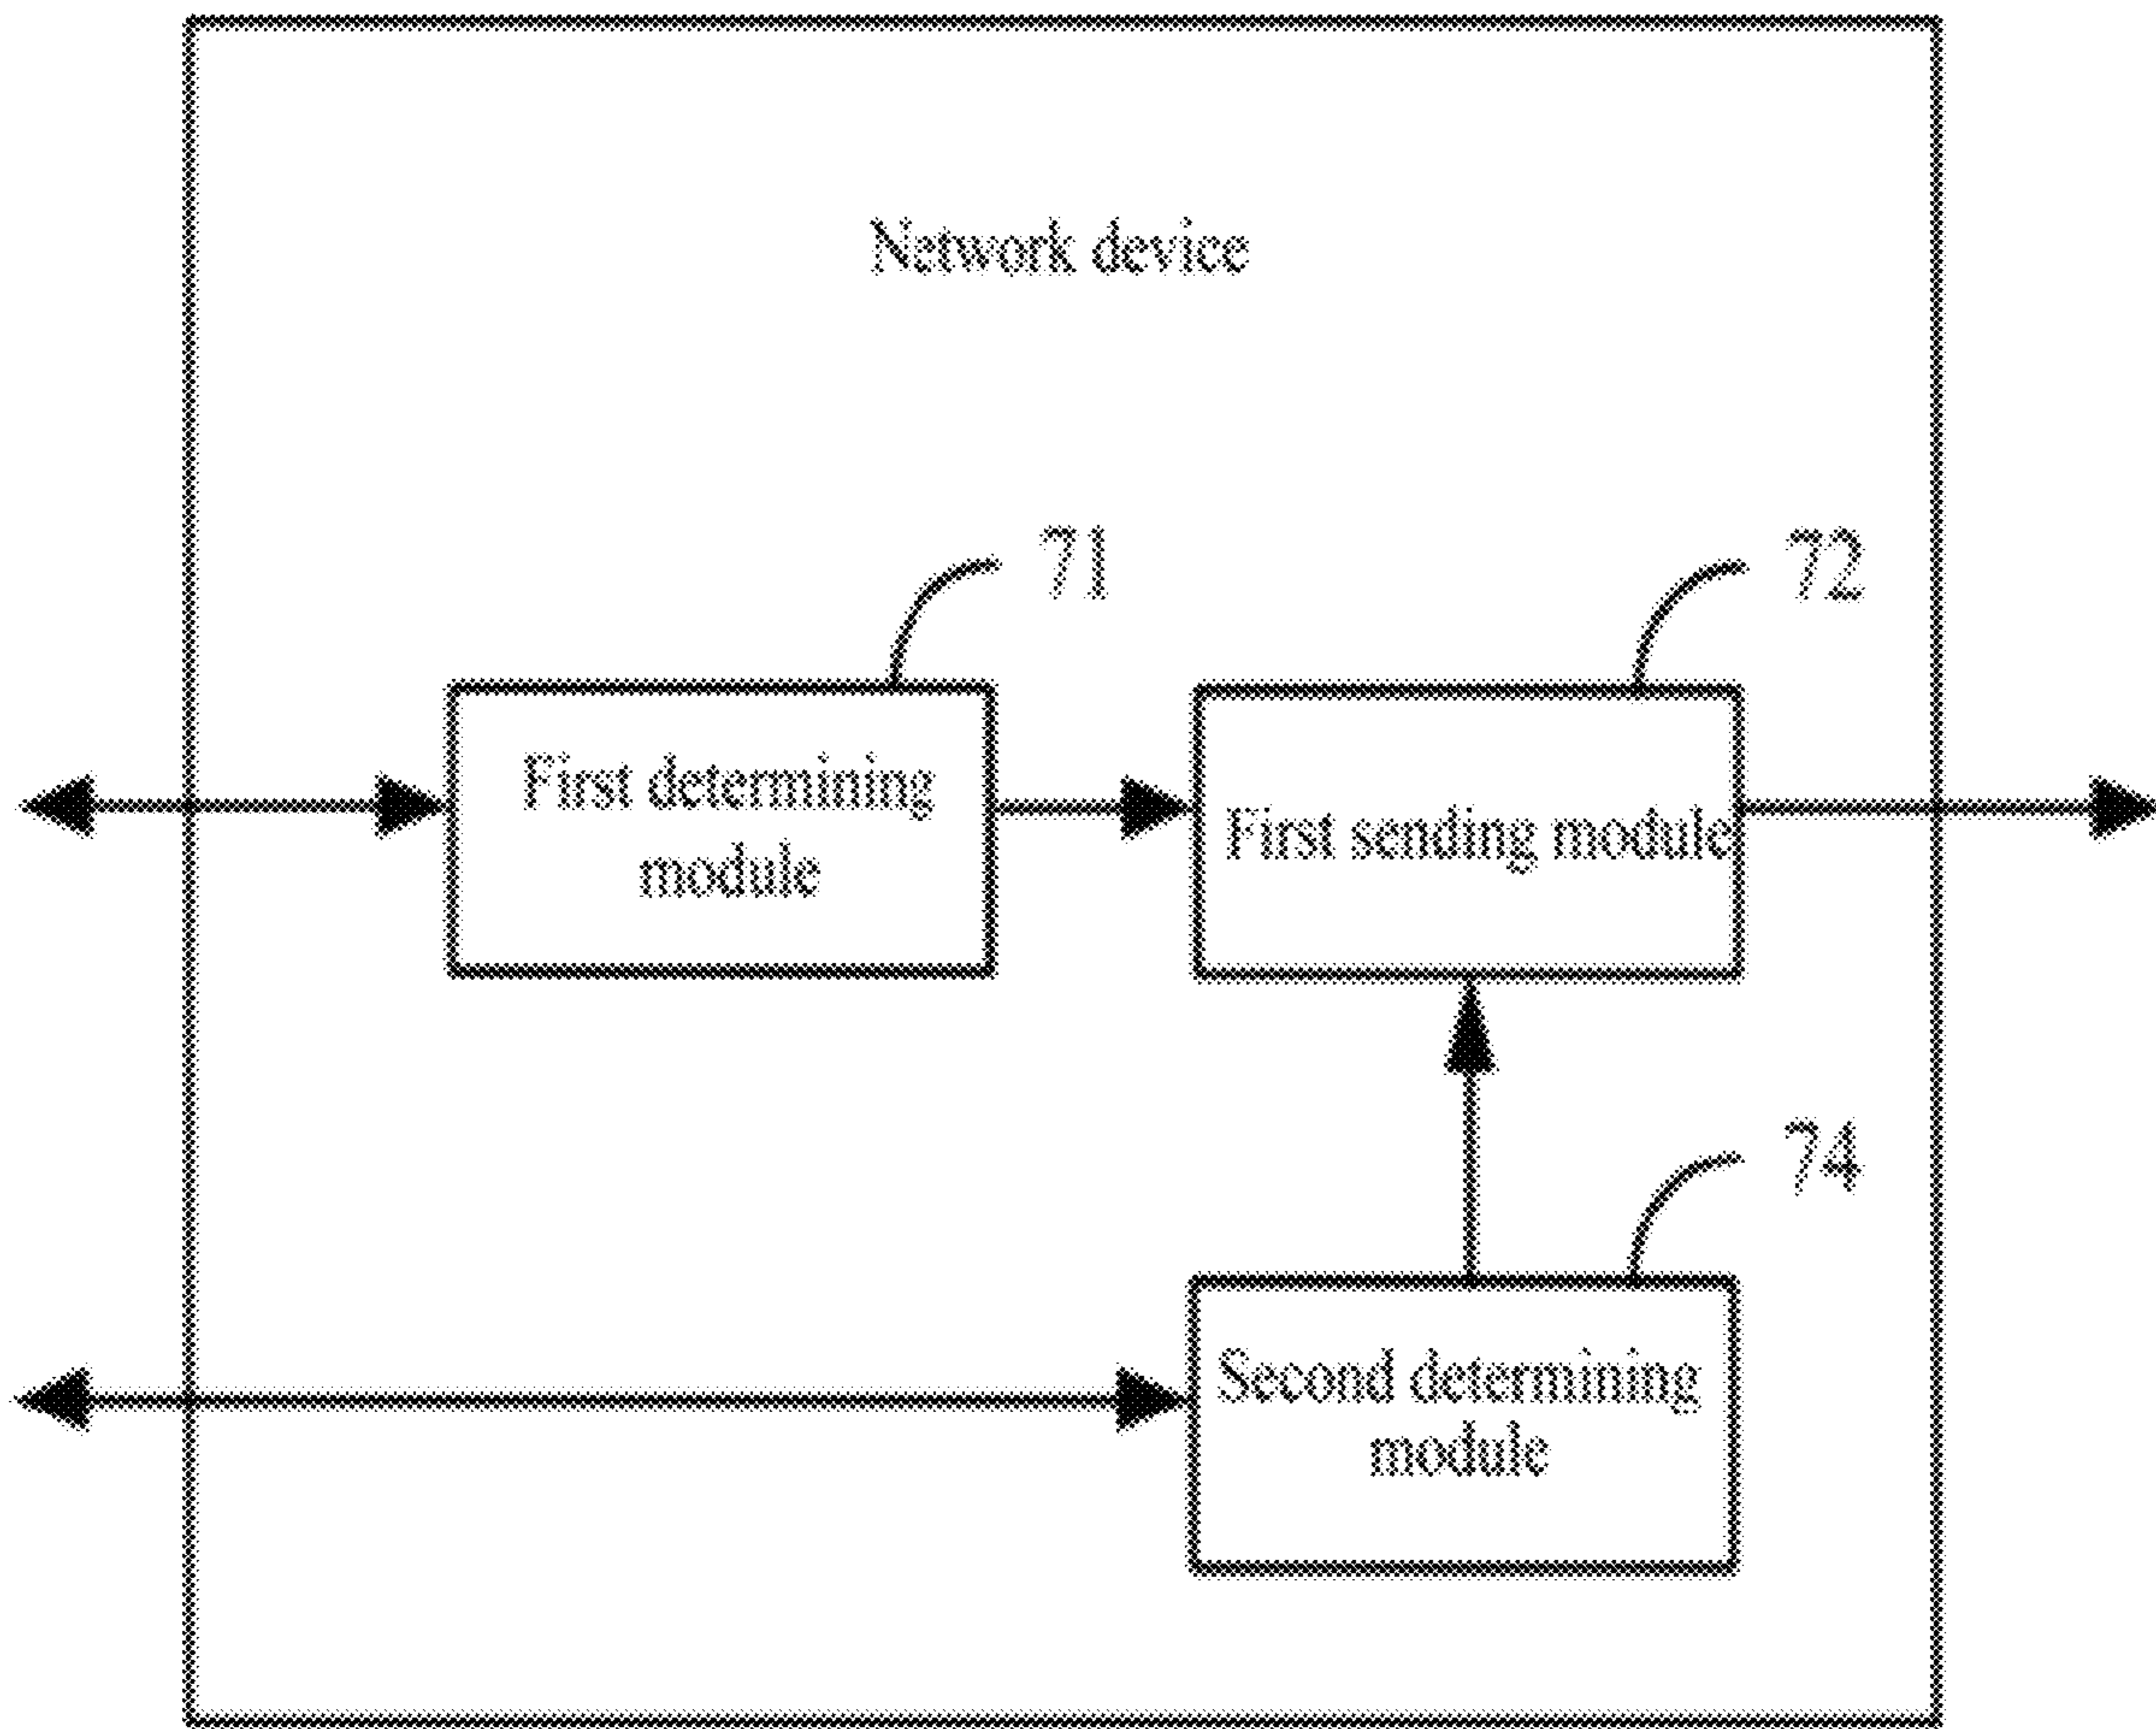 Network device
71
72
First determining
module
First sending module
74
Second determining
module